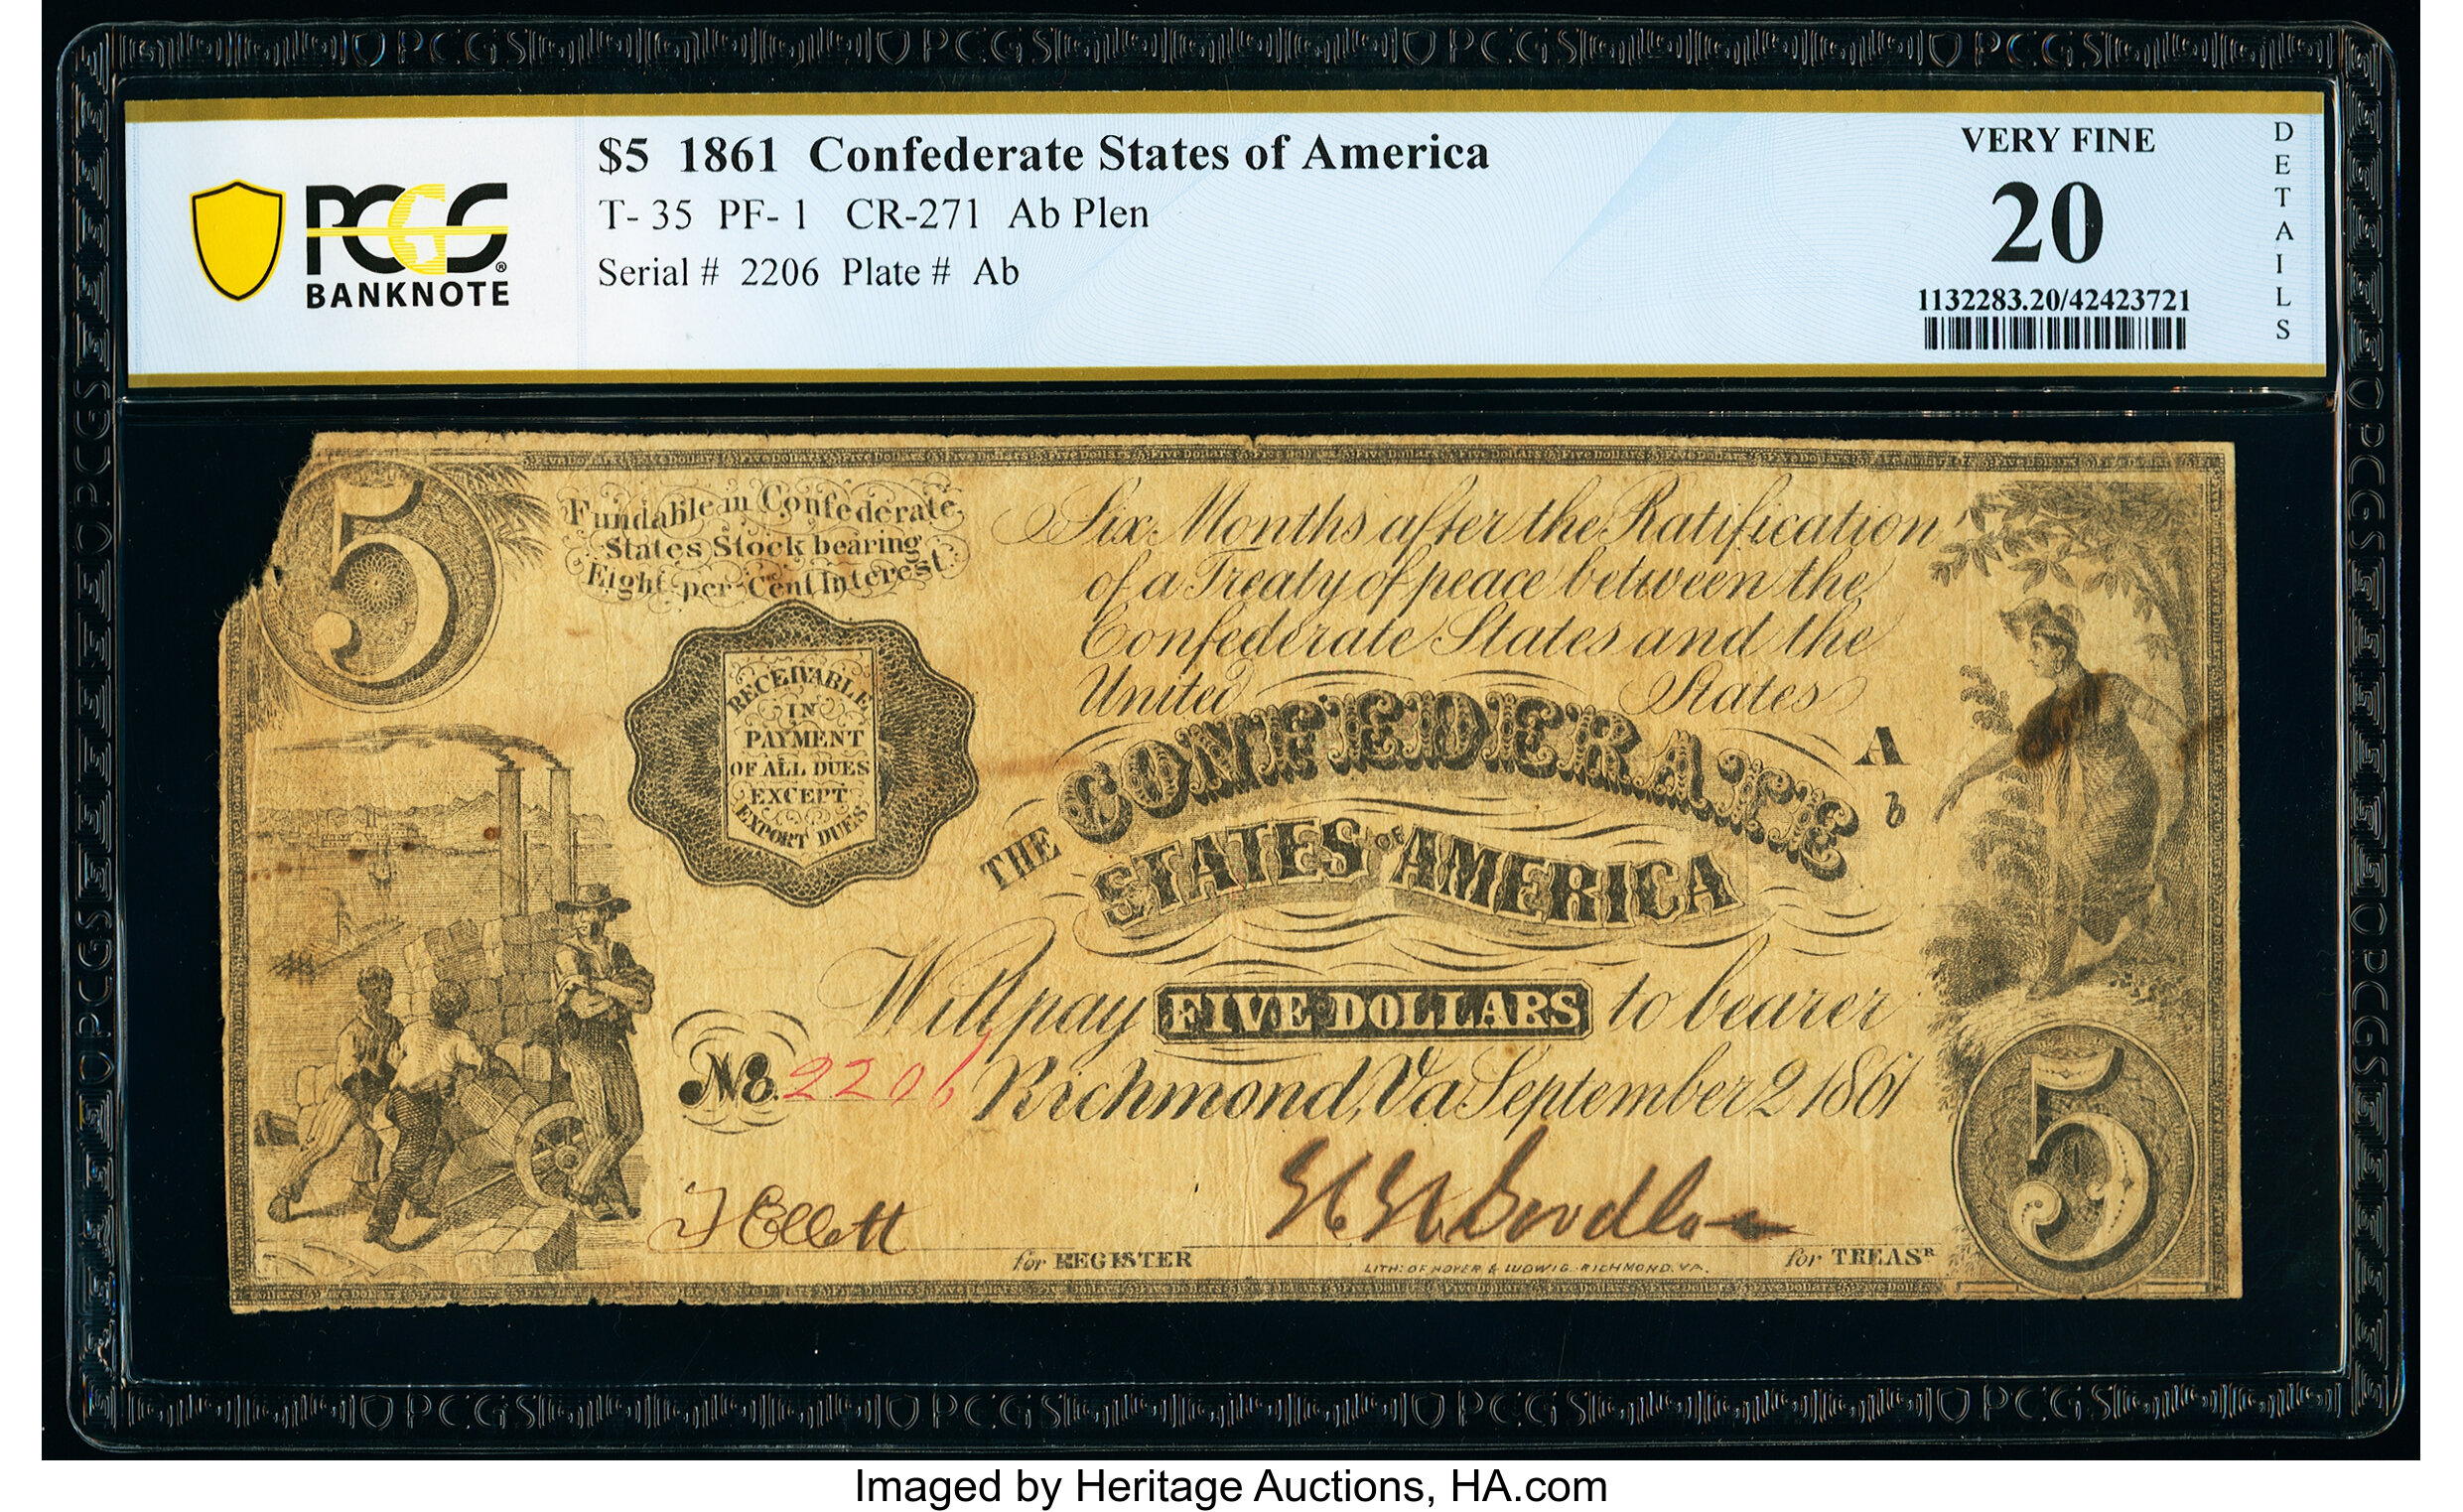 $5 1861 Confederate States of America
T- 35 PF- 1 CR-271 Ab Plen
Serial # 2206 Plate # Ab
PCGS
BANKNOTE
VERY FINE
20
1132283.20/42423721
DETAILS
5
Fundable in Confederate
States Stock bearing
Eight per Cent Interest.
Six Months after the Ratification
of a Treaty of peace between the
Confederate States and the
United States
RECEIVABLE
IN
PAYMENT
OF ALL DUES
EXCEPT
EXPORT DUES
THE CONFEDERATE
STATES OF AMERICA
A
b
Will pay FIVE DOLLARS to bearer
No. 2206 Richmond, Va September 2 1861
J Ellett
for REGISTER
LITH: OF HOYER & LUDWIG. RICHMOND. VA.
for TREASR
5
Imaged by Heritage Auctions, HA.com